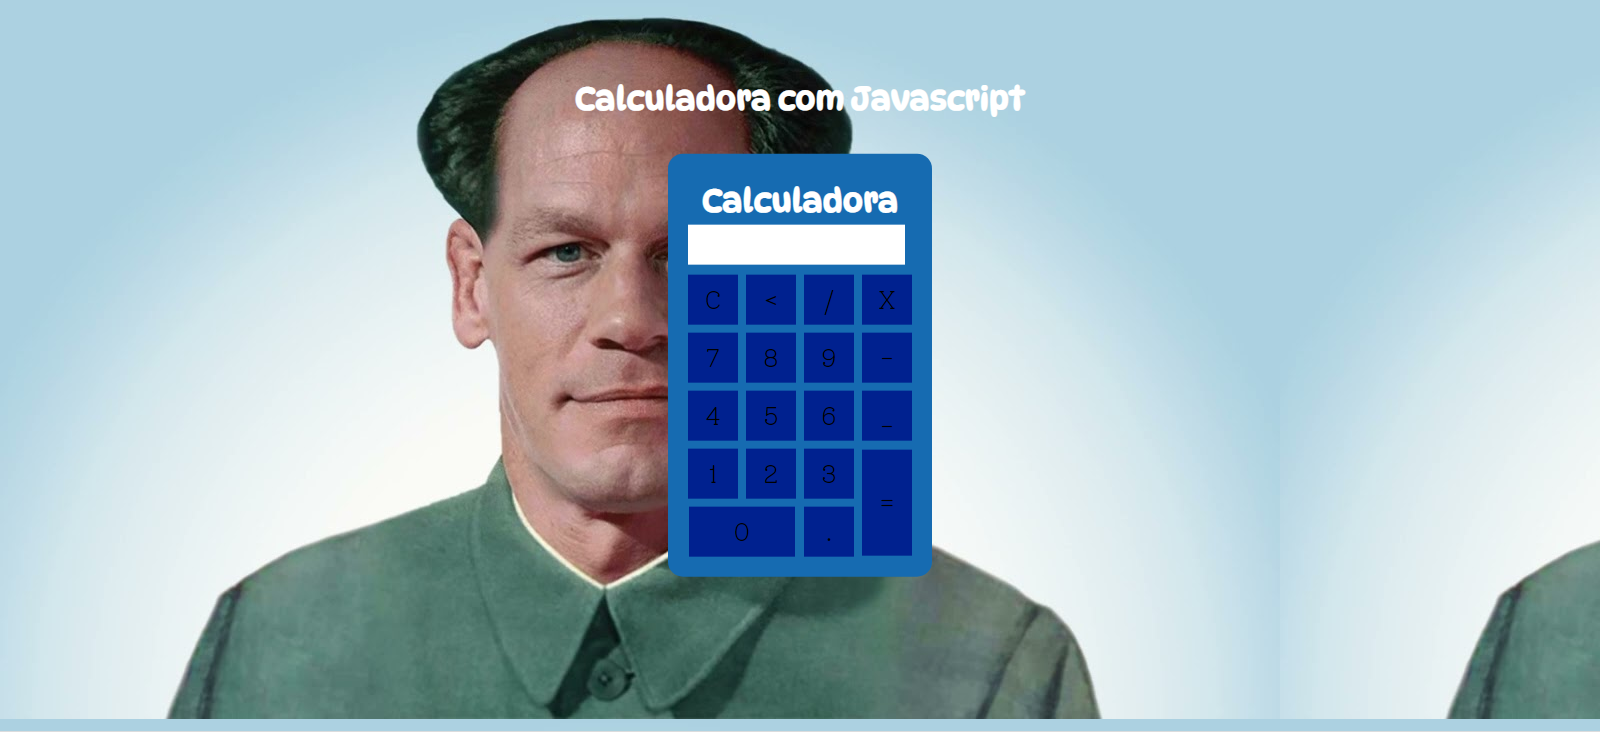 Calculadora com Javascript
Calculadora
C < / X
7 8 9 -
4 5 6 _
1 2 3
=
0 .